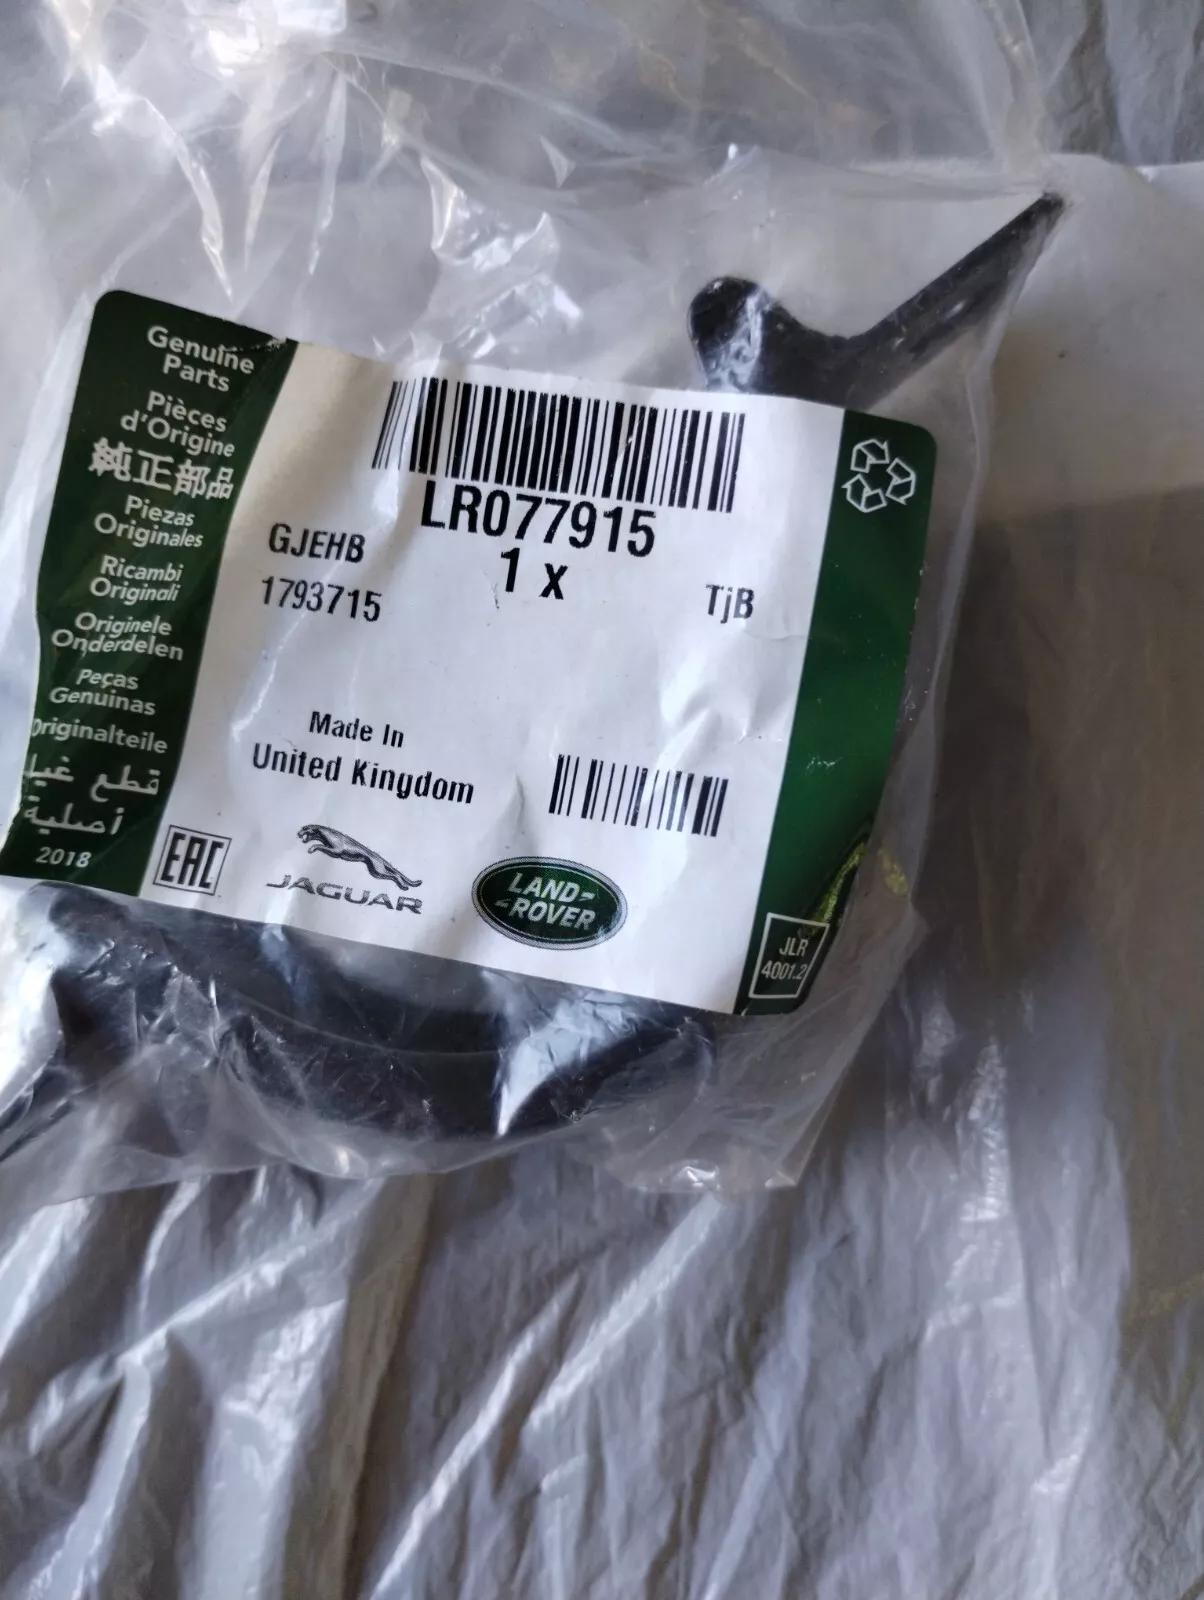 Genuine
Parts
Pièces
d'Origine
純正部品
Piezas
Originales
Ricambi
Originali
Originele
Onderdelen
Peças
Genuinas
Originalteile
قطع غيار
أصلية
2018
LR077915
GJEHB
1 x
1793715
TjB
Made In
United Kingdom
EAC
JAGUAR
LAND-
-ROVER
JLR
4001.2